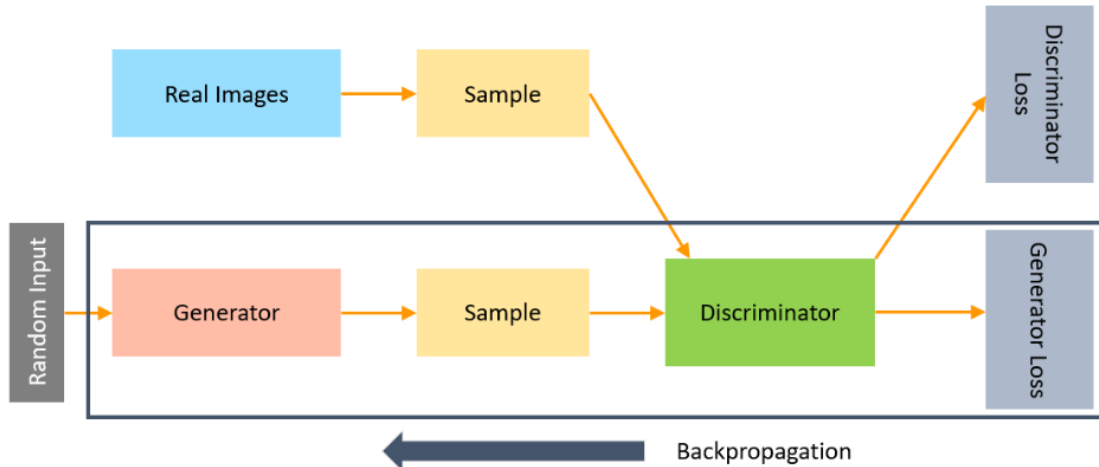 Real Images
Sample
Discriminator
Loss
Random Input
Generator
Sample
Discriminator
Generator Loss
Backpropagation